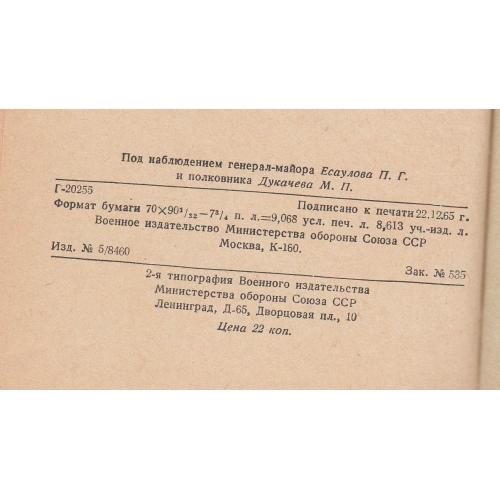 Под наблюдением генерал-майора Есаулова П. Г.
и полковника Дукачева М. П.
Г-20255 Подписано к печати 22.12.65 г.
Формат бумаги 70×90¹/₃₂—7³/₄ п. л.=9,068 усл. печ. л. 8,613 уч.-изд. л.
Военное издательство Министерства обороны Союза ССР
Москва, К-160.
Изд. № 5/8460 Зак. № 535
2-я типография Военного издательства
Министерства обороны Союза ССР
Ленинград, Д-65, Дворцовая пл., 10
Цена 22 коп.